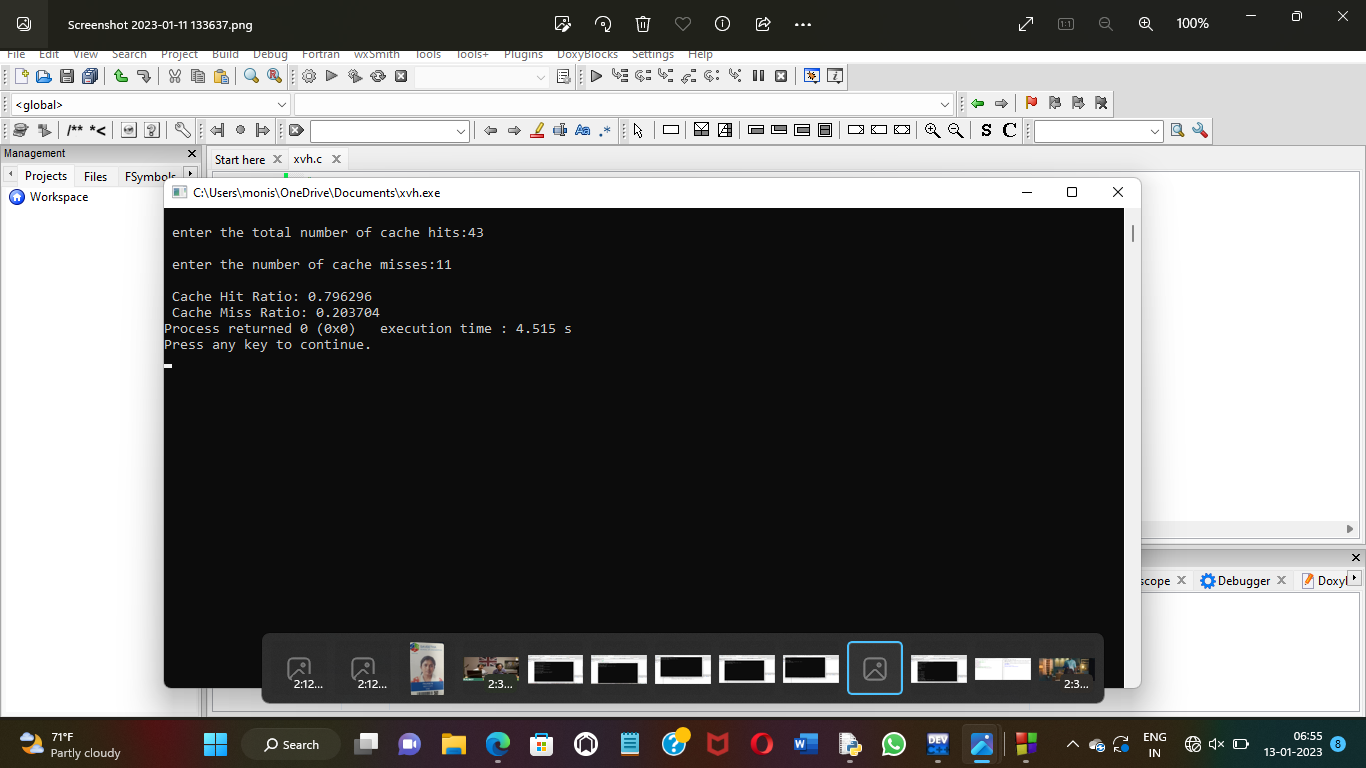 Screenshot 2023-01-11 133637.png
1:1
100%
File Edit View Search Project Build Debug Fortran wxSmith Tools Tools+ Plugins DoxyBlocks Settings Help
<global>
/** *<
Aa .*
S C
Management
Start here xvh.c
Projects Files FSymbols
Workspace
C:\Users\monis\OneDrive\Documents\xvh.exe
enter the total number of cache hits:43
enter the number of cache misses:11
Cache Hit Ratio: 0.796296
Cache Miss Ratio: 0.203704
Process returned 0 (0x0) execution time : 4.515 s
Press any key to continue.
scope Debugger Doxyl
2:12... 2:12... 2:3... 2:3...
71°F
Partly cloudy
Search
DEV
ENG
IN
06:55
13-01-2023
8